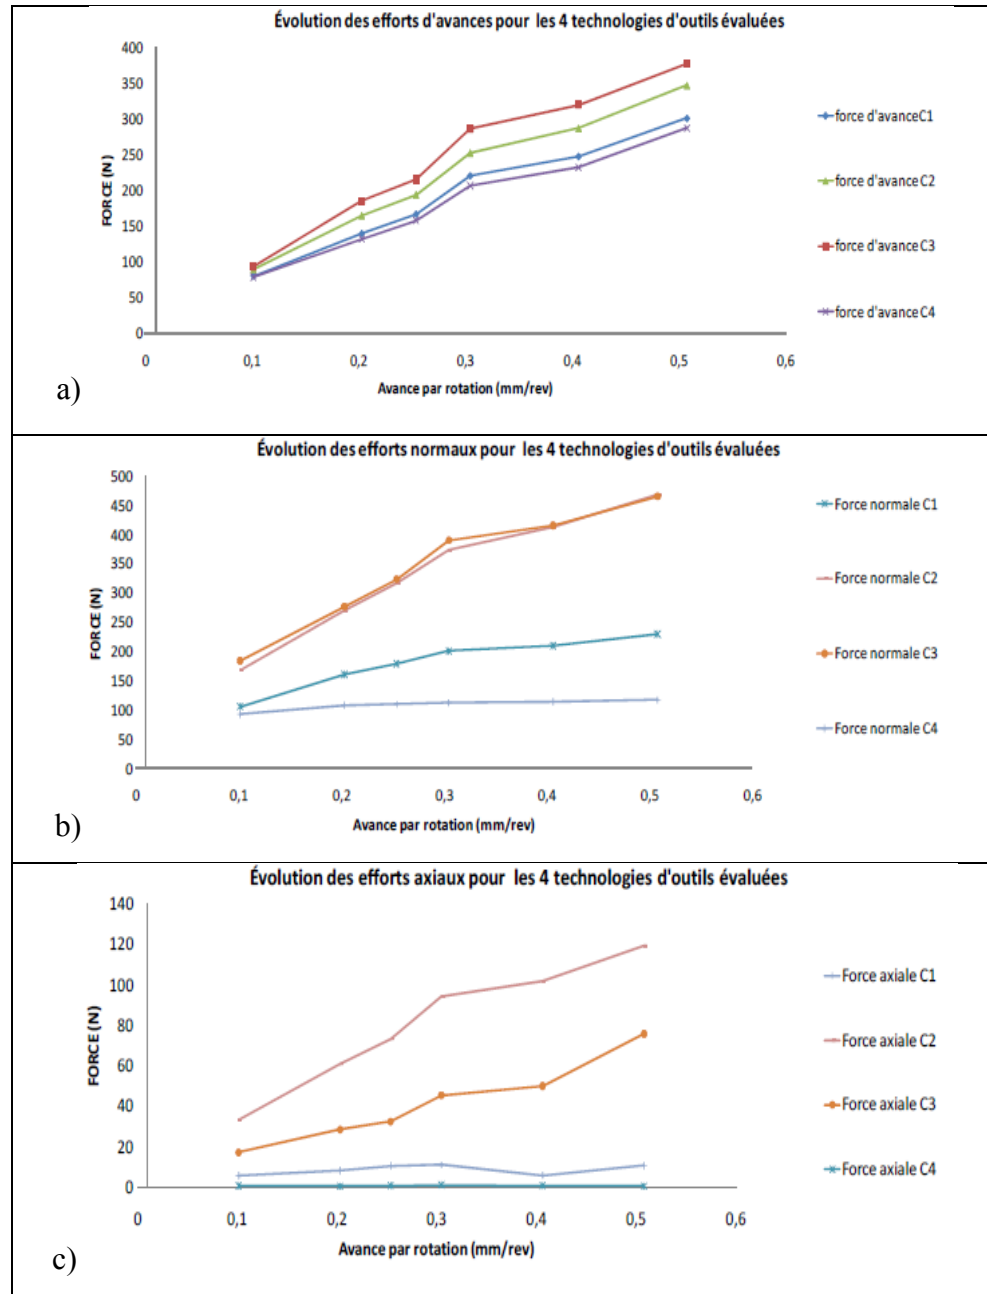 Évolution des efforts d'avances pour les 4 technologies d'outils évaluées
400
350
300
250
200
150
100
50
0
FORCE (N)
0 0,1 0,2 0,3 0,4 0,5 0,6
Avance par rotation (mm/rev)
force d'avanceC1
force d'avance C2
force d'avance C3
force d'avance C4
a)
Évolution des efforts normaux pour les 4 technologies d'outils évaluées
500
450
400
350
300
250
200
150
100
50
0
FORCE (N)
0 0,1 0,2 0,3 0,4 0,5 0,6
Avance par rotation (mm/rev)
Force normale C1
Force normale C2
Force normale C3
Force normale C4
b)
Évolution des efforts axiaux pour les 4 technologies d'outils évaluées
140
120
100
80
60
40
20
0
FORCE (N)
0 0,1 0,2 0,3 0,4 0,5 0,6
Avance par rotation (mm/rev)
Force axiale C1
Force axiale C2
Force axiale C3
Force axiale C4
c)